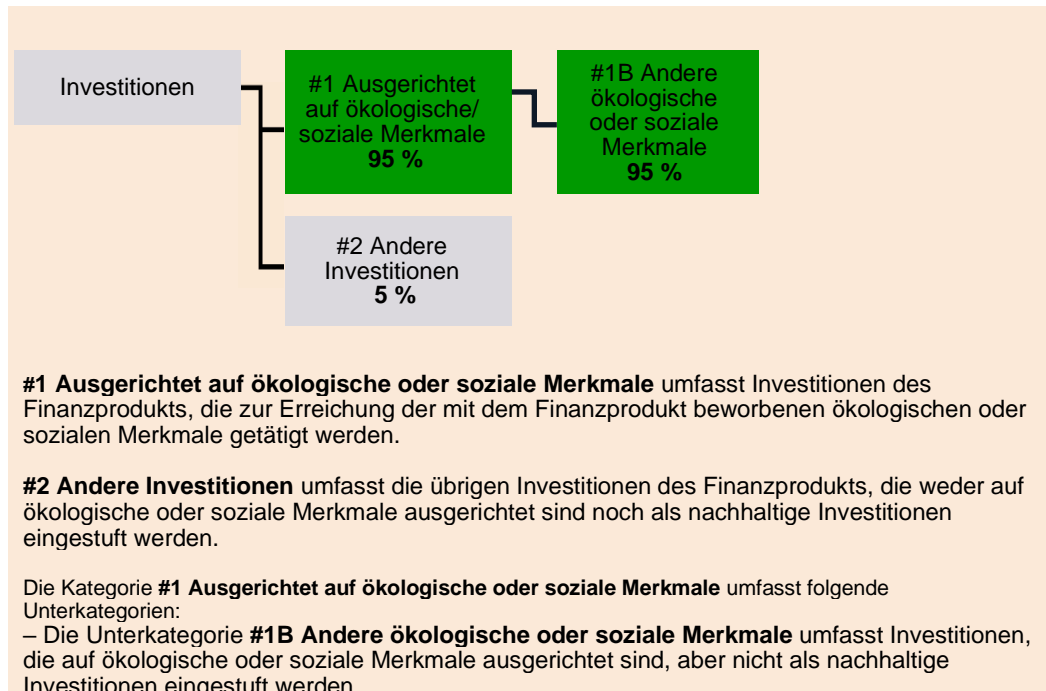 Investitionen
#1 Ausgerichtet
auf ökologische/
soziale Merkmale
95 %
#1B Andere
ökologische
oder soziale
Merkmale
95 %
#2 Andere
Investitionen
5 %
#1 Ausgerichtet auf ökologische oder soziale Merkmale umfasst Investitionen des
Finanzprodukts, die zur Erreichung der mit dem Finanzprodukt beworbenen ökologischen oder
sozialen Merkmale getätigt werden.
#2 Andere Investitionen umfasst die übrigen Investitionen des Finanzprodukts, die weder auf
ökologische oder soziale Merkmale ausgerichtet sind noch als nachhaltige Investitionen
eingestuft werden.
Die Kategorie #1 Ausgerichtet auf ökologische oder soziale Merkmale umfasst folgende
Unterkategorien:
– Die Unterkategorie #1B Andere ökologische oder soziale Merkmale umfasst Investitionen,
die auf ökologische oder soziale Merkmale ausgerichtet sind, aber nicht als nachhaltige
Investitionen eingestuft werden